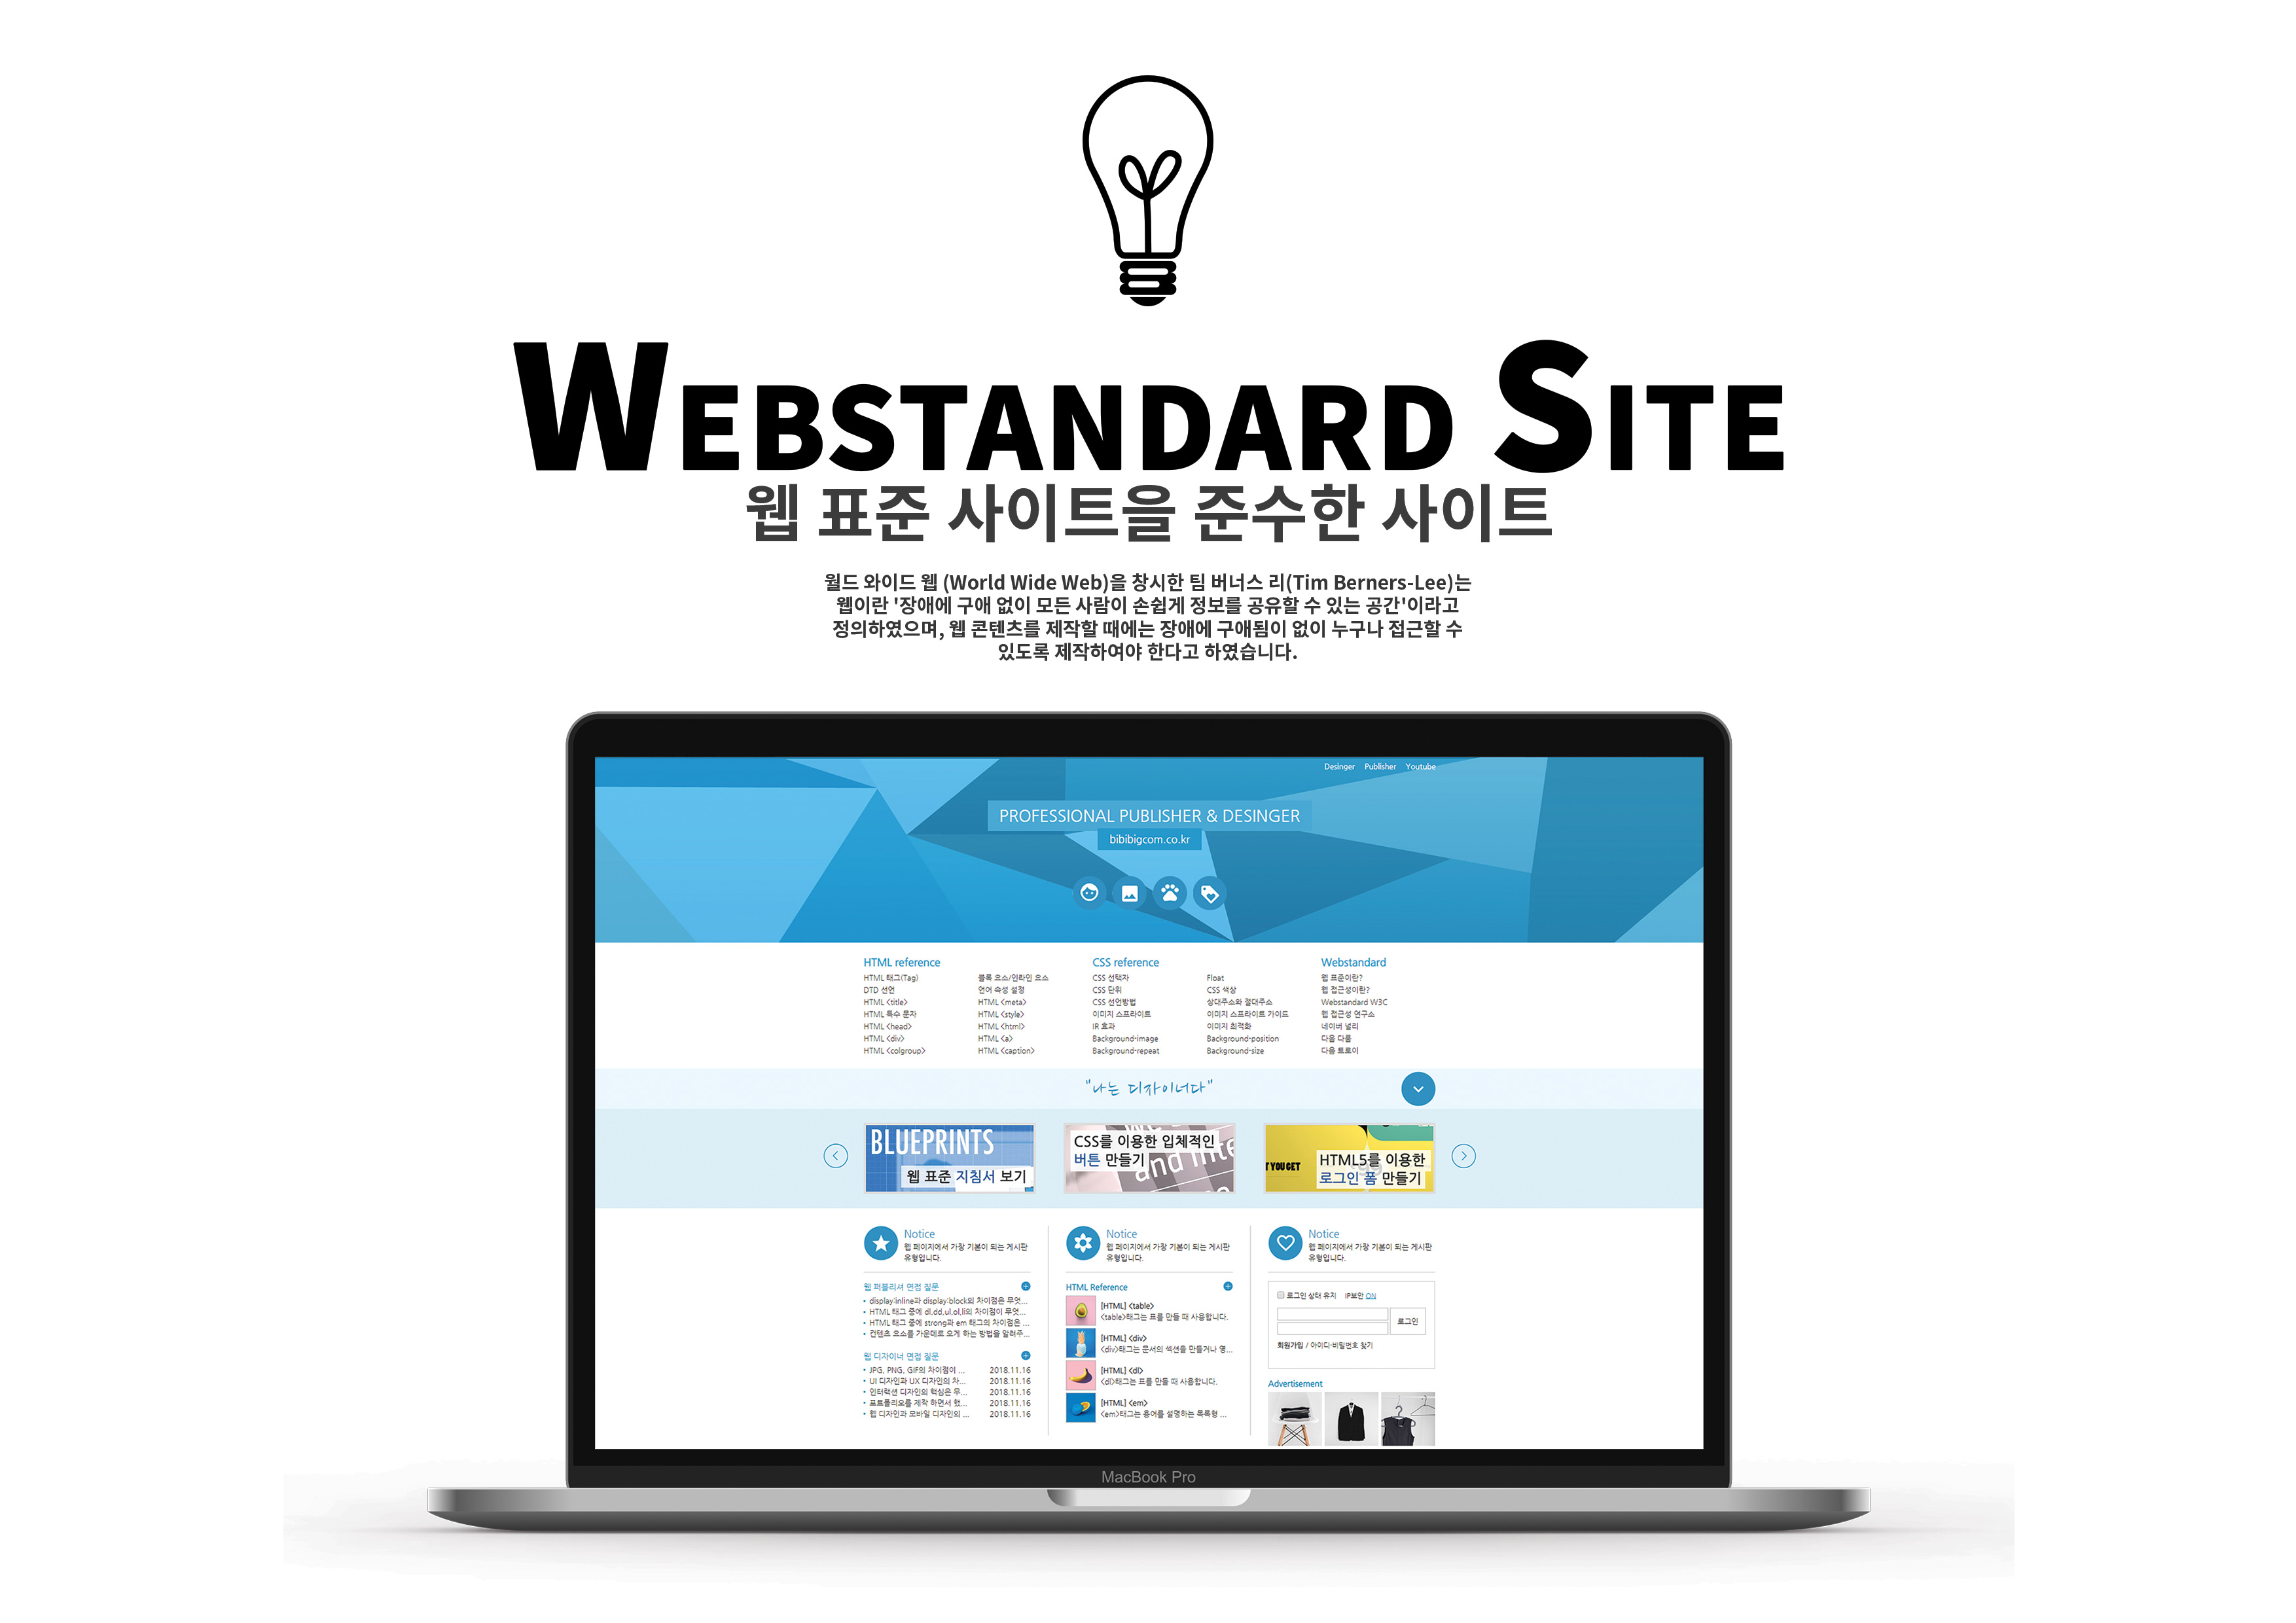 WEBSTANDARD SITE
웹 표준 사이트을 준수한 사이트
월드 와이드 웹 (World Wide Web)을 창시한 팀 버너스 리(Tim Berners-Lee)는
웹이란 '장애에 구애 없이 모든 사람이 손쉽게 정보를 공유할 수 있는 공간'이라고
정의하였으며, 웹 콘텐츠를 제작할 때에는 장애에 구애됨이 없이 누구나 접근할 수
있도록 제작하여야 한다고 하였습니다.
Desinger Publisher Youtube
PROFESSIONAL PUBLISHER & DESINGER
bibibigcom.co.kr
HTML reference
HTML 태그(Tag)
DTD 선언
HTML <title>
HTML 특수 문자
HTML <head>
HTML <div>
HTML <colgroup>
블록 요소/인라인 요소
언어 속성 설정
HTML <meta>
HTML <style>
HTML <html>
HTML <a>
HTML <caption>
CSS reference
CSS 선택자
CSS 단위
CSS 선언방법
이미지 스프라이트
IR 효과
Background-image
Background-repeat
Float
CSS 색상
상대주소와 절대주소
이미지 스프라이트 가이드
이미지 최적화
Background-position
Background-size
Webstandard
웹 표준이란?
웹 접근성이란?
Webstandard W3C
웹 접근성 연구소
네이버 널리
다음 다룸
다음 트로이
"나는 디자이너다"
BLUEPRINTS
웹 표준 지침서 보기
CSS를 이용한 입체적인
버튼 만들기
and inte
T YOU GET
HTML5를 이용한
로그인 폼 만들기
Notice
웹 페이지에서 가장 기본이 되는 게시판
유형입니다.
웹 퍼블리셔 면접 질문
display:inline과 display:block의 차이점은 무엇...
HTML 태그 중에 dl,dd,ul,ol,li의 차이점이 무엇...
HTML 태그 중에 strong과 em 태그의 차이점은 ...
컨텐츠 요소를 가운데로 오게 하는 방법을 알려주...
웹 디자이너 면접 질문
JPG, PNG, GIF의 차이점이 ... 2018.11.16
UI 디자인과 UX 디자인의 차... 2018.11.16
인터랙션 디자인의 핵심은 무... 2018.11.16
포트폴리오를 제작 하면서 했... 2018.11.16
웹 디자인과 모바일 디자인의 ... 2018.11.16
Notice
웹 페이지에서 가장 기본이 되는 게시판
유형입니다.
HTML Reference
[HTML] <table>
<table>태그는 표를 만들 때 사용합니다.
[HTML] <div>
<div>태그는 문서의 섹션을 만들거나 영...
[HTML] <dl>
<dl>태그는 표를 만들 때 사용합니다.
[HTML] <em>
<em>태그는 용어를 설명하는 목록형 ...
Notice
웹 페이지에서 가장 기본이 되는 게시판
유형입니다.
로그인 상태 유지 IP보안 ON
로그인
회원가입 / 아이디·비밀번호 찾기
Advertisement
MacBook Pro